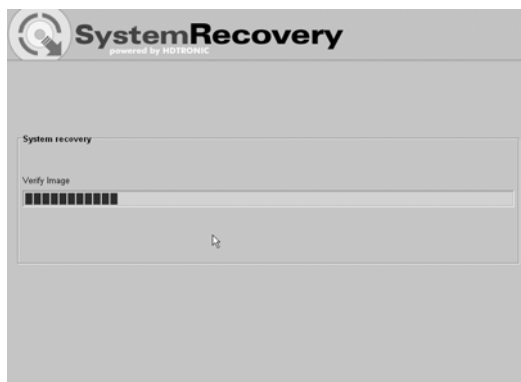 SystemRecovery
powered by HDTRONIC
System recovery
Verify Image